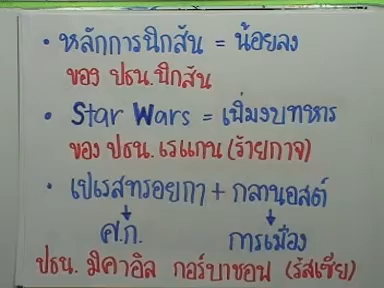 • หลักการนิกสัน = น้อยลง
ของ ปธน. นิกสัน
• Star Wars = เพิ่มงบทหาร
ของ ปธน. เรแกน (ร้ายกาจ)
• เปเรสทรอยกา + กลานอสต์
↓ ↓
ศ.ก. การเมือง
ปธน. มิคาอิล กอร์บาชอฟ (รัสเซีย)